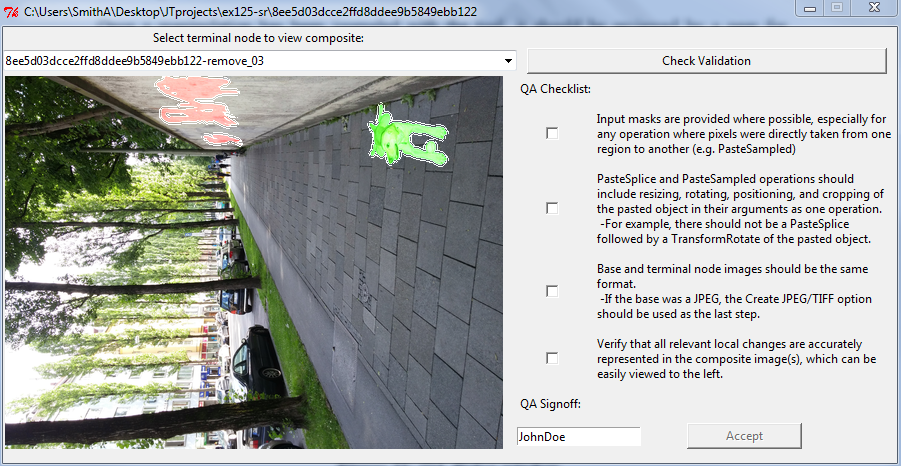 C:\Users\SmithA\Desktop\JTprojects\ex125-sr\8ee5d03dcce2ffd8ddee9b5849ebb122
Select terminal node to view composite:
8ee5d03dcce2ffd8ddee9b5849ebb122-remove_03
Check Validation
QA Checklist:
Input masks are provided where possible, especially for
any operation where pixels were directly taken from one
region to another (e.g. PasteSampled)
PasteSplice and PasteSampled operations should
include resizing, rotating, positioning, and cropping of
the pasted object in their arguments as one operation.
-For example, there should not be a PasteSplice
followed by a TransformRotate of the pasted object.
Base and terminal node images should be the same
format.
-If the base was a JPEG, the Create JPEG/TIFF option
should be used as the last step.
Verify that all relevant local changes are accurately
represented in the composite image(s), which can be
easily viewed to the left.
QA Signoff:
JohnDoe
Accept